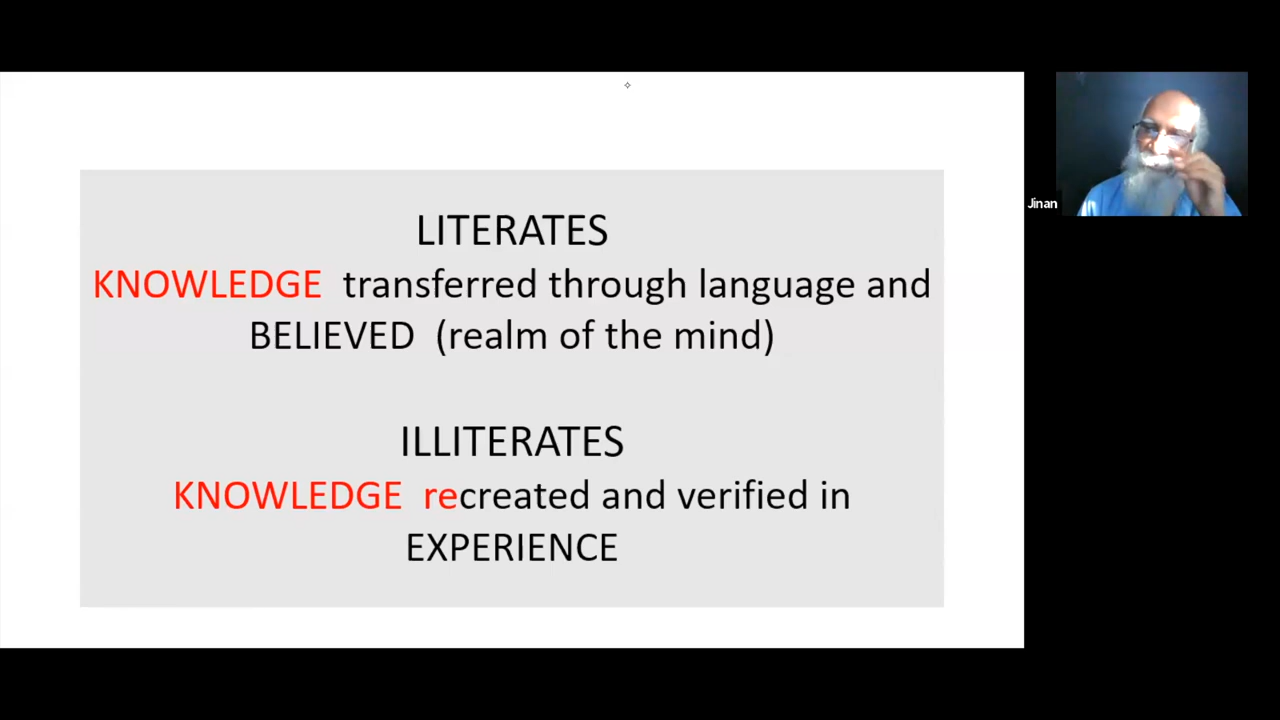 LITERATES
KNOWLEDGE transferred through language and
BELIEVED (realm of the mind)
ILLITERATES
KNOWLEDGE recreated and verified in
EXPERIENCE
Jinan